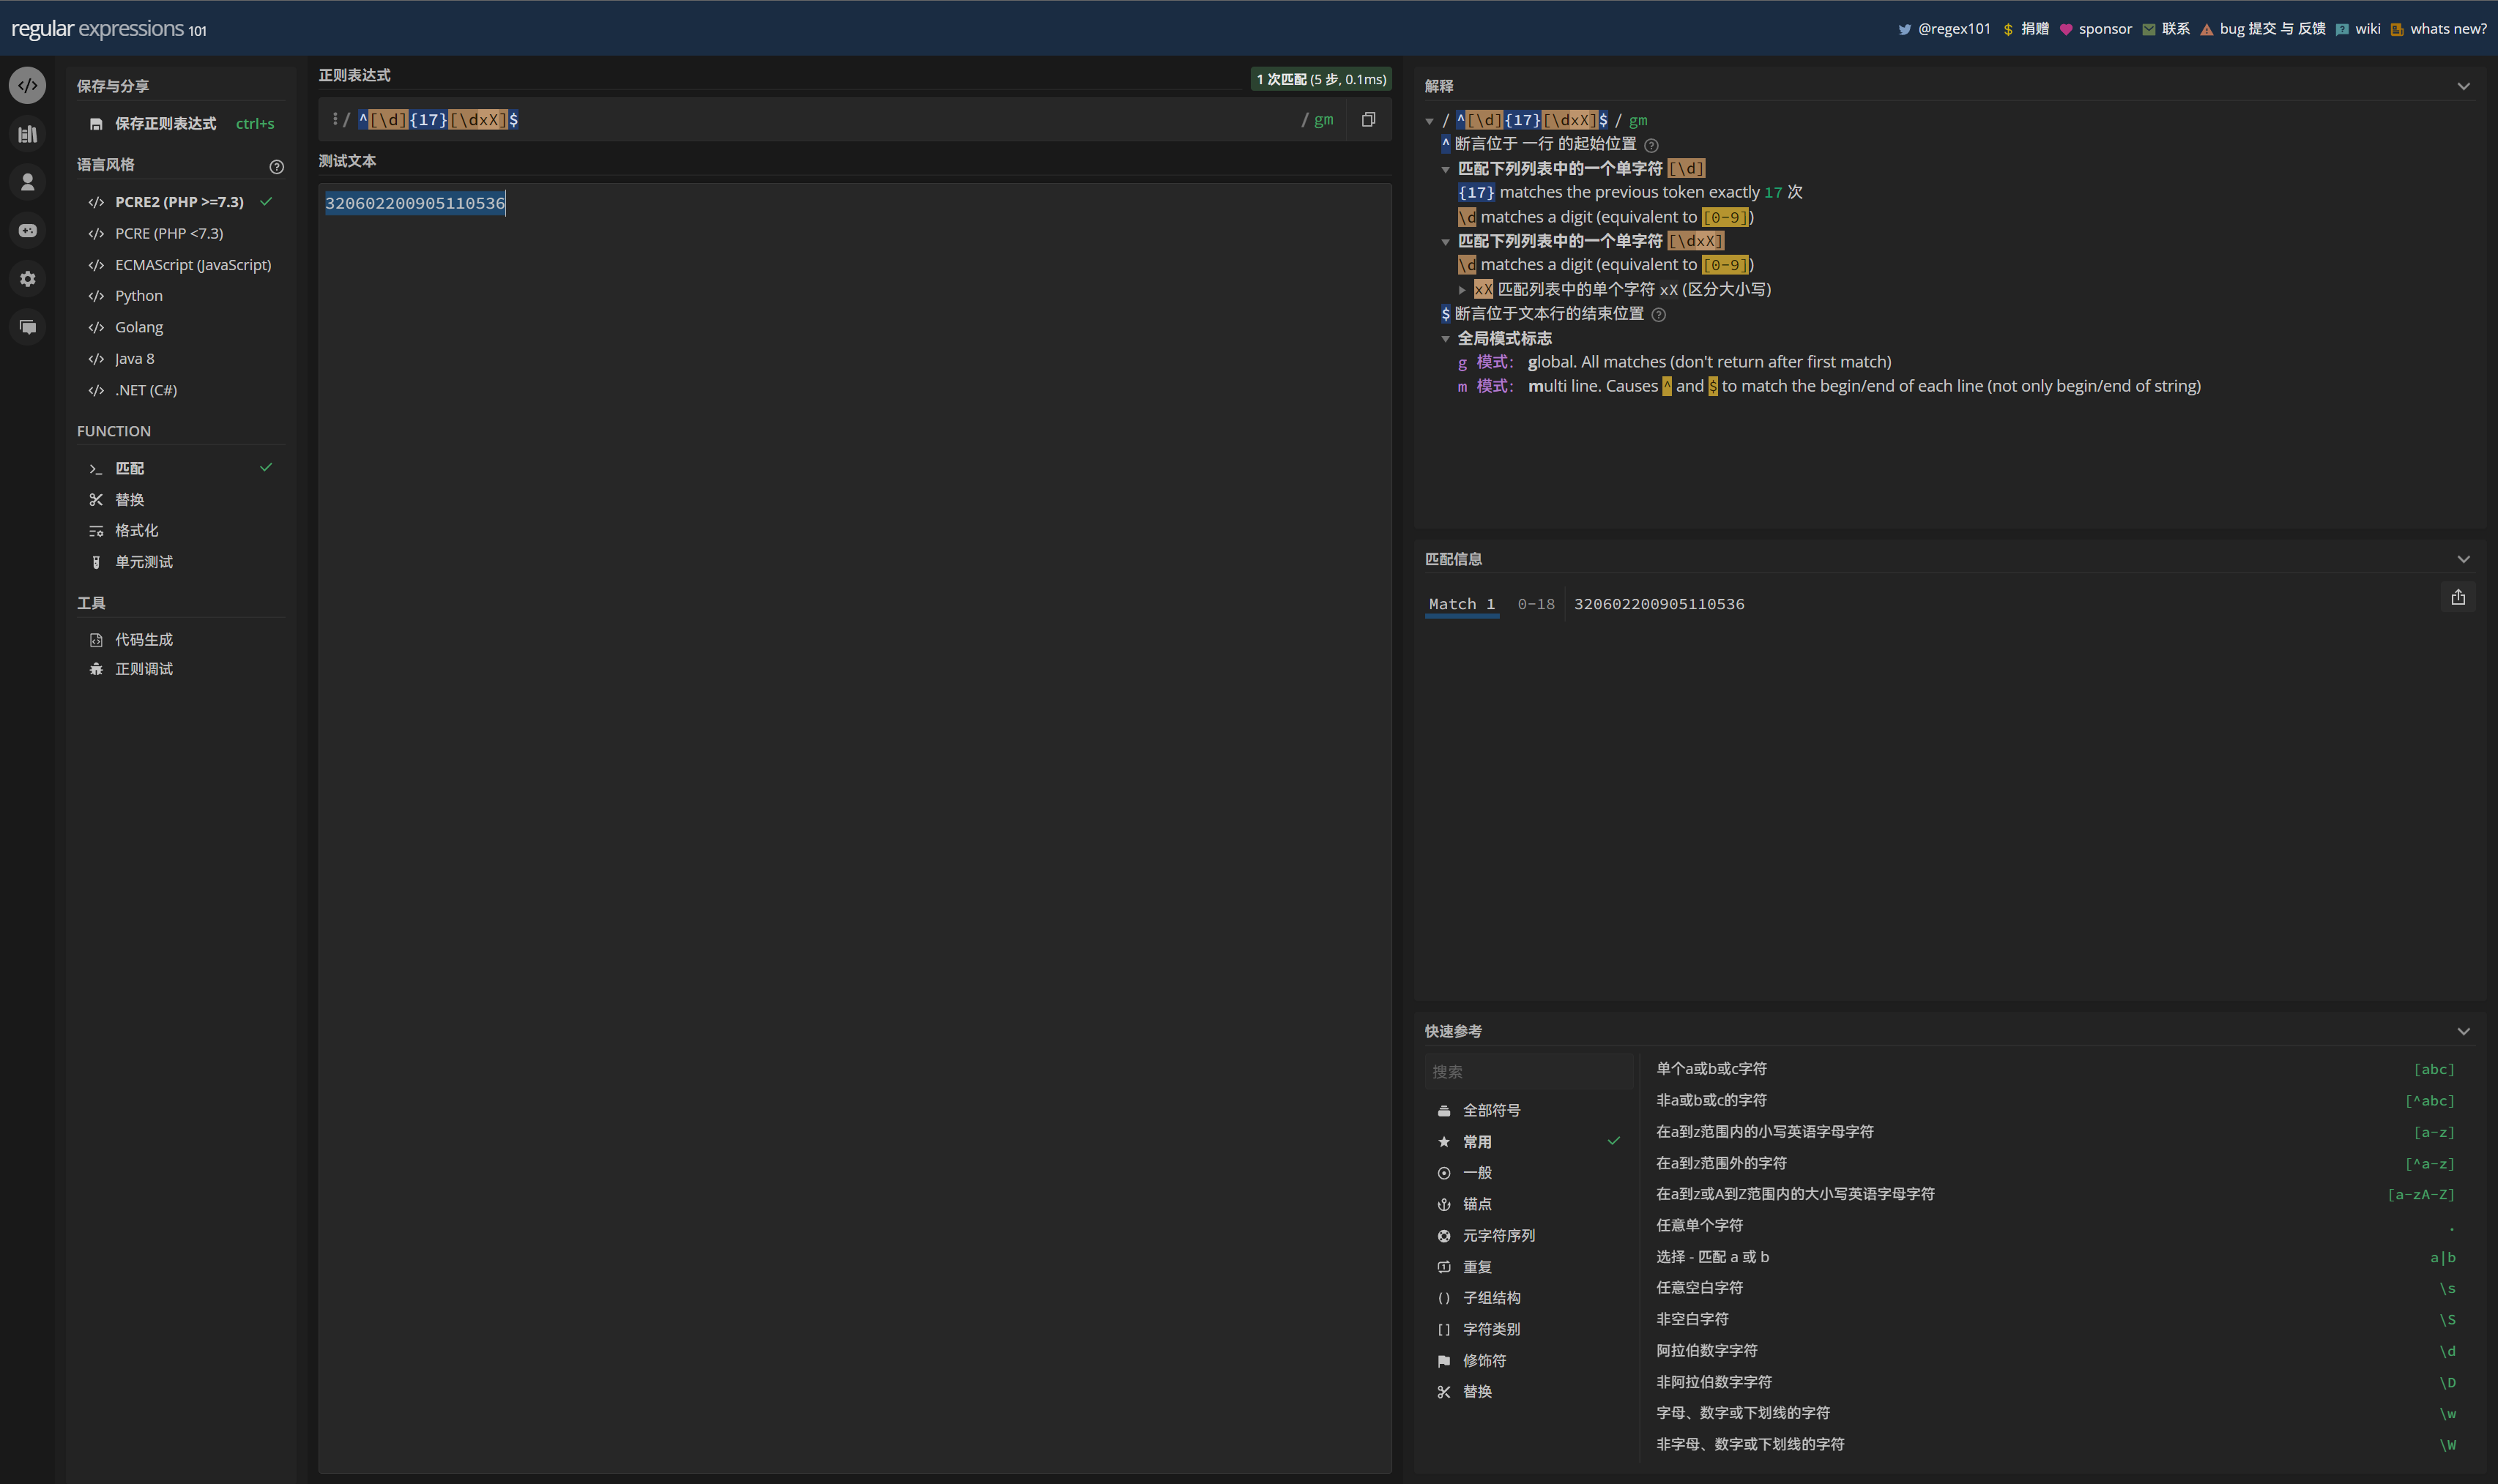 regular expressions 101
@regex101 $ 捐赠 sponsor 联系 bug 提交 与 反馈 wiki whats new?
保存与分享
保存正则表达式 ctrl+s
语言风格
PCRE2 (PHP >=7.3)
PCRE (PHP <7.3)
ECMAScript (JavaScript)
Python
Golang
Java 8
.NET (C#)
FUNCTION
匹配
替换
格式化
单元测试
工具
代码生成
正则调试
正则表达式
1 次匹配 (5 步, 0.1ms)
/ ^[\d]{17}[\dxX]$ / gm
测试文本
320602200905110536
解释
/ ^[\d]{17}[\dxX]$ / gm
^ 断言位于 一行 的起始位置
匹配下列列表中的一个单字符 [\d]
{17} matches the previous token exactly 17 次
\d matches a digit (equivalent to [0-9])
匹配下列列表中的一个单字符 [\dxX]
\d matches a digit (equivalent to [0-9])
xX 匹配列表中的单个字符 xX (区分大小写)
$ 断言位于文本行的结束位置
全局模式标志
g 模式: global. All matches (don't return after first match)
m 模式: multi line. Causes ^ and $ to match the begin/end of each line (not only begin/end of string)
匹配信息
Match 1 0-18 320602200905110536
快速参考
搜索
全部符号
常用
一般
锚点
元字符序列
重复
子组结构
字符类别
修饰符
替换
单个a或b或c字符 [abc]
非a或b或c的字符 [^abc]
在a到z范围内的小写英语字母字符 [a-z]
在a到z范围外的字符 [^a-z]
在a到z或A到Z范围内的大小写英语字母字符 [a-zA-Z]
任意单个字符 .
选择 - 匹配 a 或 b a|b
任意空白字符 \s
非空白字符 \S
阿拉伯数字字符 \d
非阿拉伯数字字符 \D
字母、数字或下划线的字符 \w
非字母、数字或下划线的字符 \W